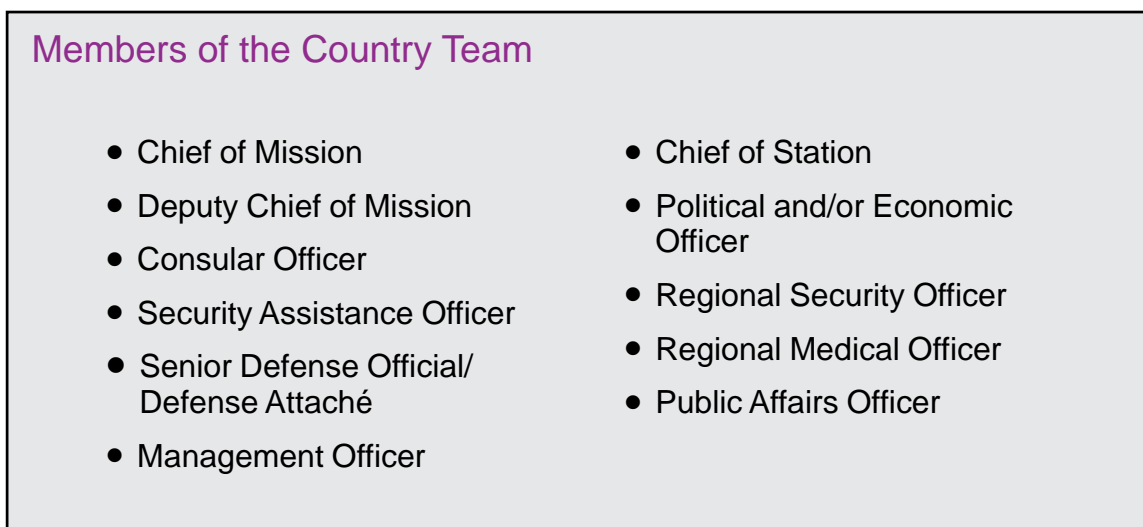 Members of the Country Team
• Chief of Mission
• Deputy Chief of Mission
• Consular Officer
• Security Assistance Officer
• Senior Defense Official/
Defense Attaché
• Management Officer
• Chief of Station
• Political and/or Economic
Officer
• Regional Security Officer
• Regional Medical Officer
• Public Affairs Officer